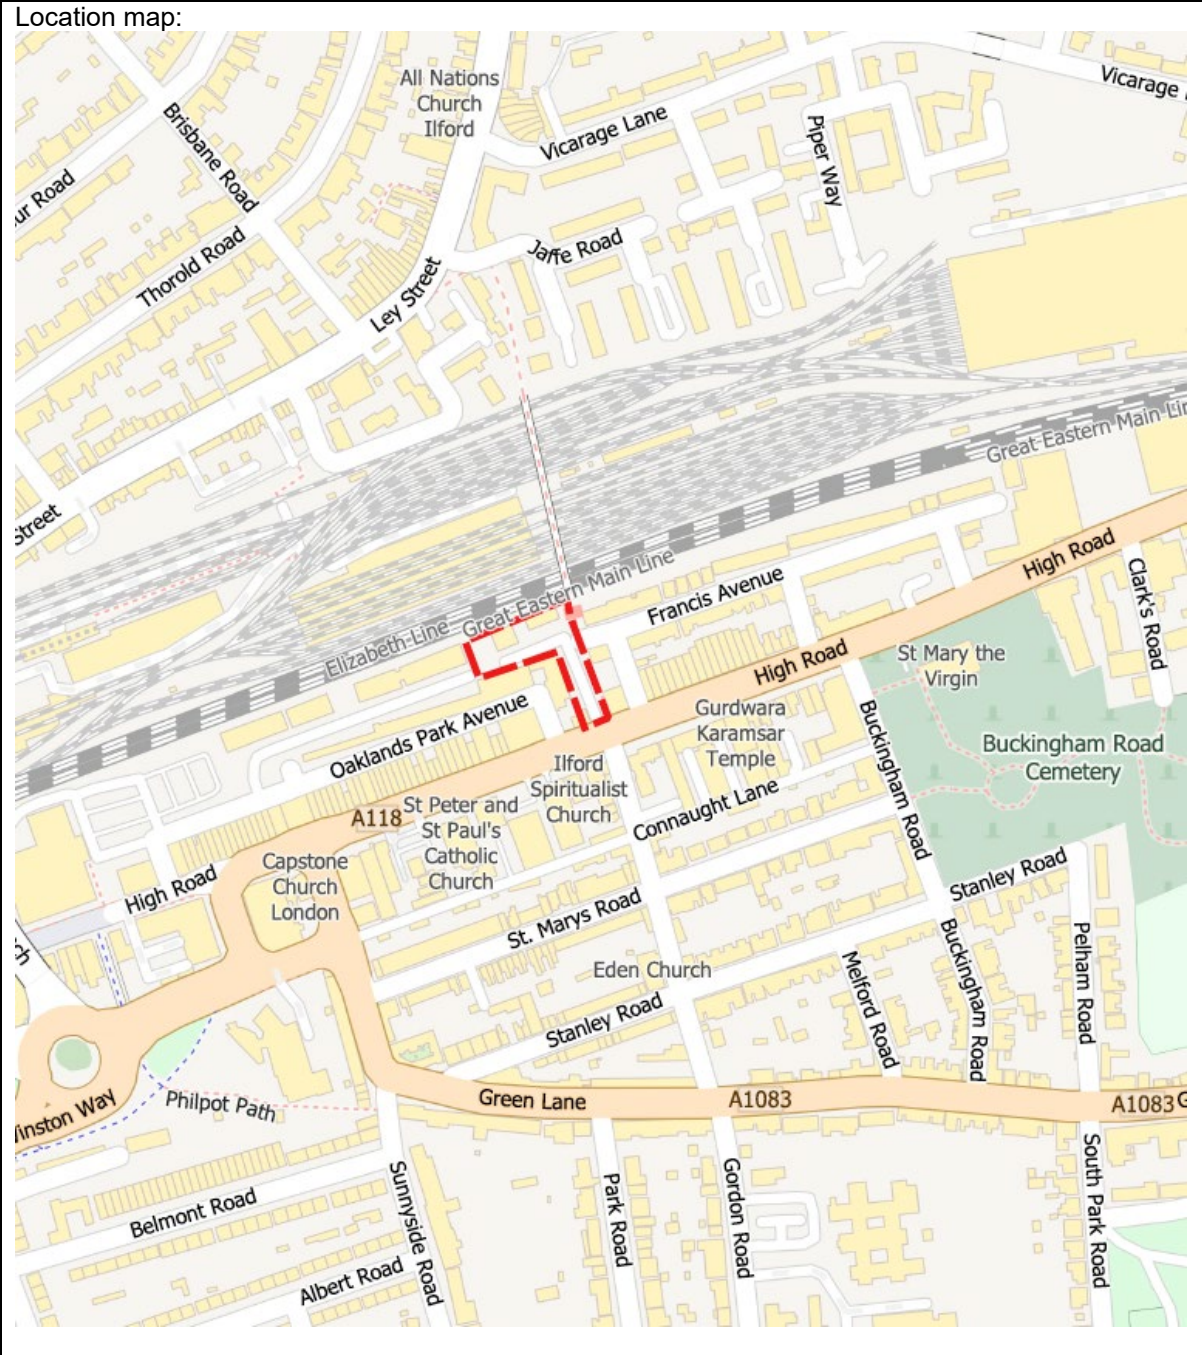 Location map:
All Nations
Church
Ilford
Vicarage
Brisbane Road
Vicarage Lane
Piper Way
ur Road
Thorold Road
Jaffe Road
Ley Street
Great Eastern Main Lin
Street
High Road
Great Eastern Main Line
Elizabeth Line
Francis Avenue
Clark's Road
High Road
St Mary the
Virgin
Oaklands Park Avenue
Gurdwara
Karamsar
Temple
Buckingham Road
Buckingham Road
Cemetery
Ilford
Spiritualist
Church
A118
St Peter and
St Paul's
Catholic
Church
Connaught Lane
Capstone
Church
London
High Road
Stanley Road
St. Marys Road
ch
Eden Church
Melford Road
Buckingham Road
Pelham Road
Stanley Road
Green Lane
A1083
A1083
G
Philpot Path
Winston Way
Belmont Road
Sunnyside Road
Park Road
Gordon Road
South Park Road
Albert Road